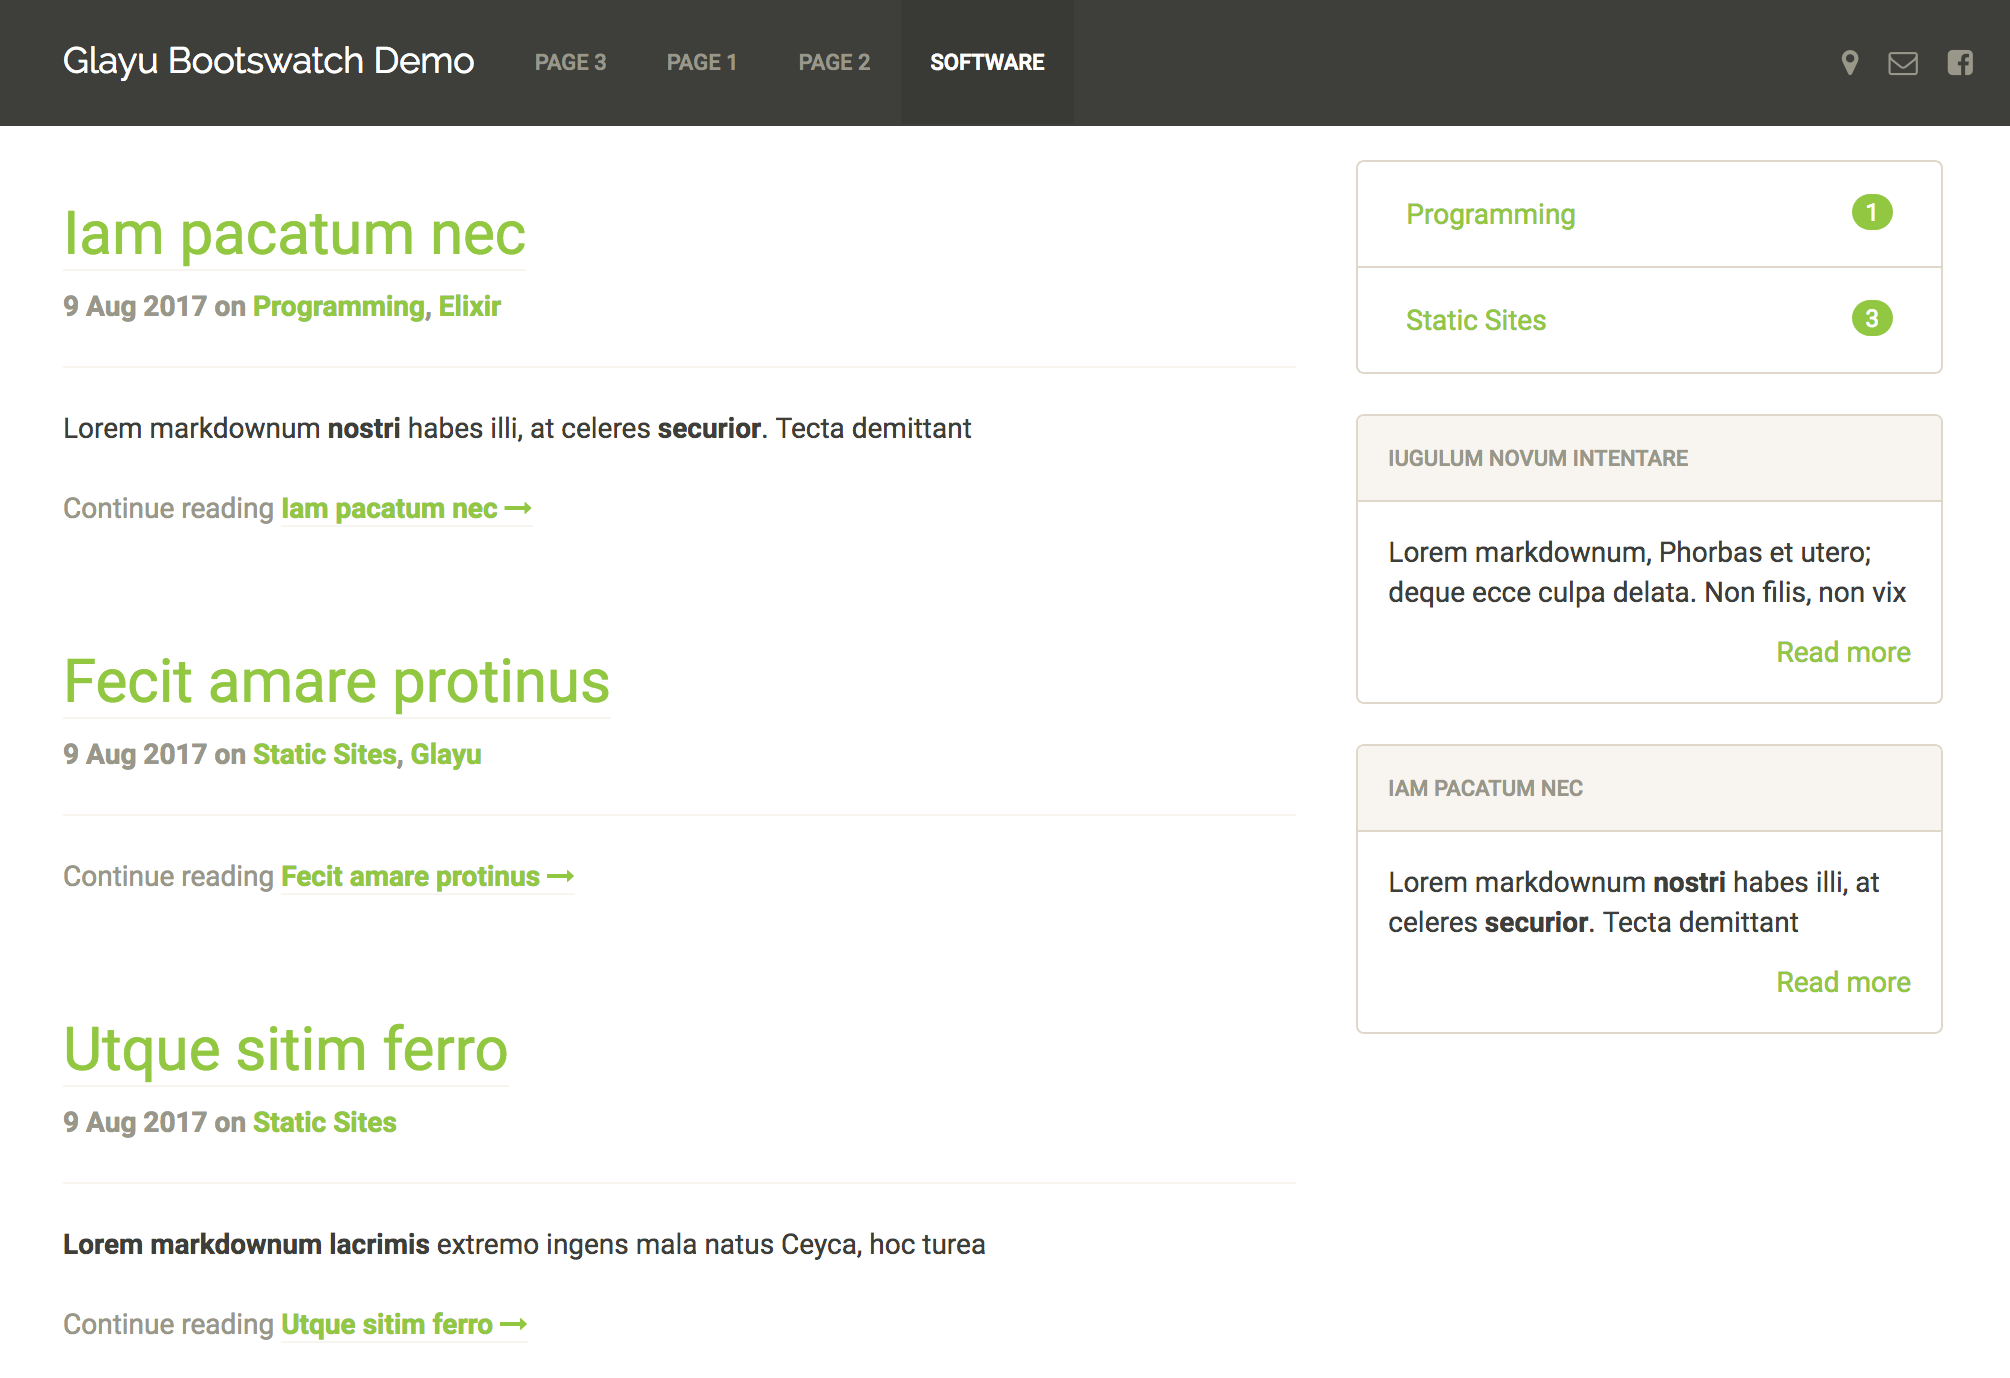 Glayu Bootswatch Demo PAGE 3 PAGE 1 PAGE 2 SOFTWARE
Iam pacatum nec
9 Aug 2017 on Programming, Elixir
Lorem markdownum nostri habes illi, at celeres securior. Tecta demittant
Continue reading Iam pacatum nec →
Fecit amare protinus
9 Aug 2017 on Static Sites, Glayu
Continue reading Fecit amare protinus →
Utque sitim ferro
9 Aug 2017 on Static Sites
Lorem markdownum lacrimis extremo ingens mala natus Ceyca, hoc turea
Continue reading Utque sitim ferro →
Programming 1
Static Sites 3
IUGULUM NOVUM INTENTARE
Lorem markdownum, Phorbas et utero;
deque ecce culpa delata. Non filis, non vix
Read more
IAM PACATUM NEC
Lorem markdownum nostri habes illi, at
celeres securior. Tecta demittant
Read more